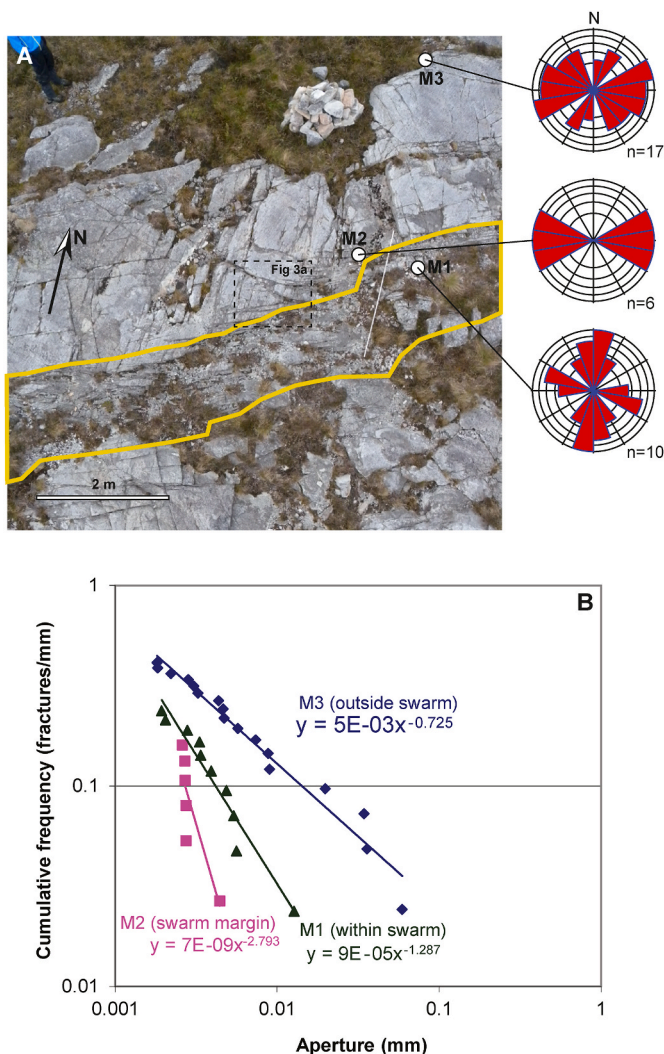 A
N
M3
n=17
N
M2
M1
Fig 3a
n=6
2 m
n=10
B
1
0.1
0.01
0.001
0.01
0.1
1
Cumulative frequency (fractures/mm)
Aperture (mm)
M3 (outside swarm)
y = 5E-03x^-0.725
M2 (swarm margin)
y = 7E-09x^-2.793
M1 (within swarm)
y = 9E-05x^-1.287